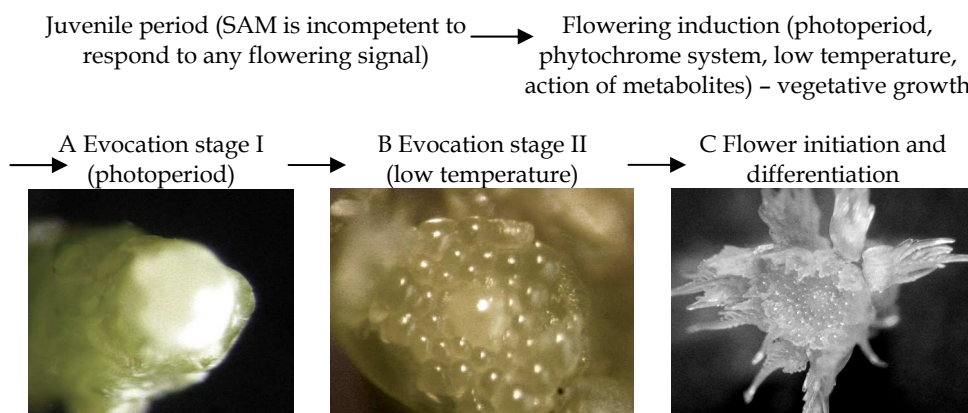 Juvenile period (SAM is incompetent to
respond to any flowering signal)
Flowering induction (photoperiod,
phytochrome system, low temperature,
action of metabolites) – vegetative growth
A Evocation stage I
(photoperiod)
B Evocation stage II
(low temperature)
C Flower initiation and
differentiation